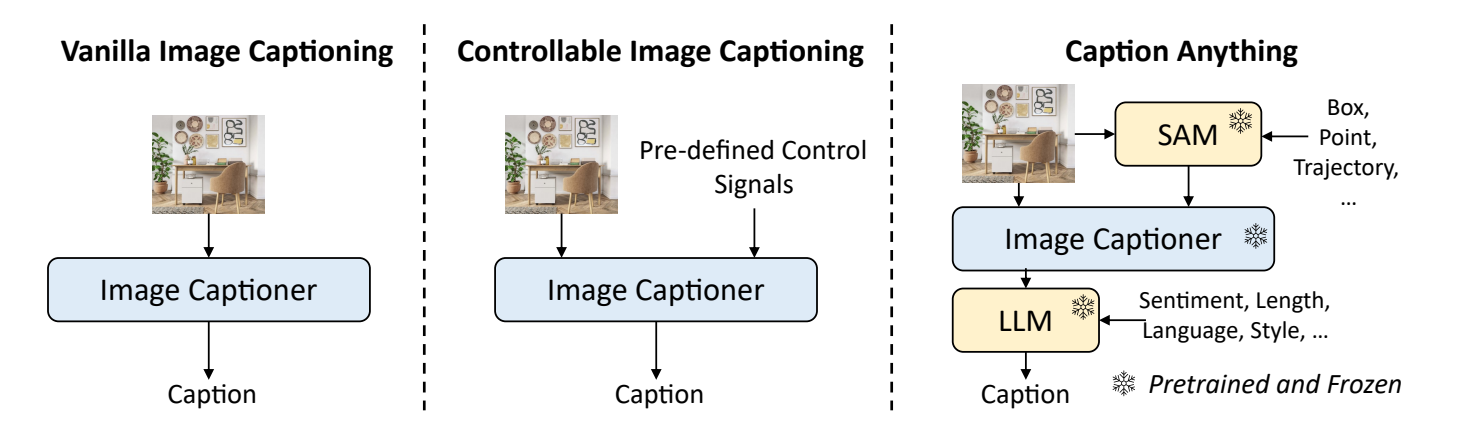 Vanilla Image Captioning
Image Captioner
Caption
Controllable Image Captioning
Pre-defined Control
Signals
Image Captioner
Caption
Caption Anything
SAM
Box,
Point,
Trajectory,
...
Image Captioner
LLM
Sentiment, Length,
Language, Style, ...
Caption
Pretrained and Frozen